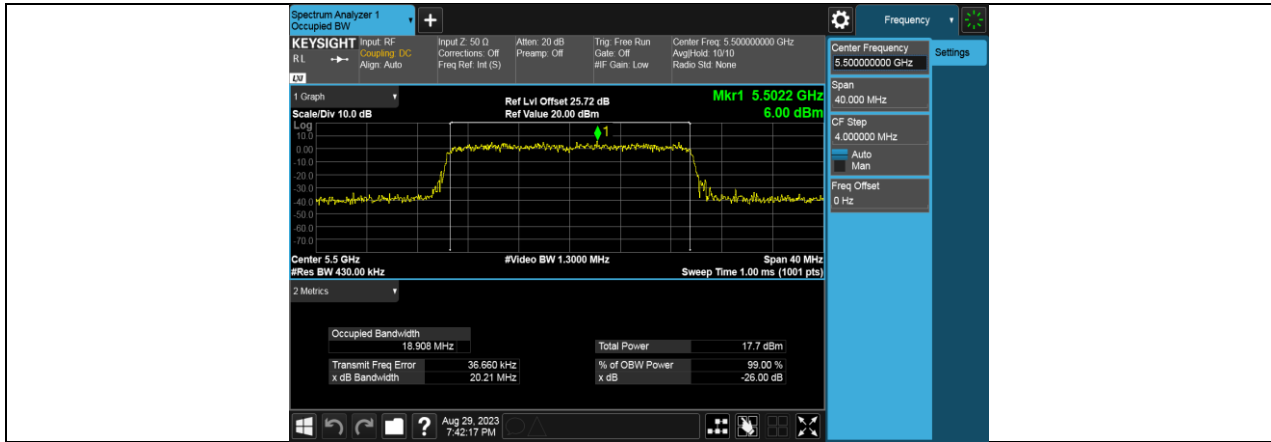 Spectrum Analyzer 1
Occupied BW
+
Frequency
KEYSIGHT
R L
LXI
Input: RF
Coupling: DC
Align: Auto
Input Z: 50 Ω
Corrections: Off
Freq Ref: Int (S)
Atten: 20 dB
Preamp: Off
Trig: Free Run
Gate: Off
#IF Gain: Low
Center Freq: 5.500000000 GHz
Avg|Hold: 10/10
Radio Std: None
Center Frequency
5.500000000 GHz
Settings
Span
40.000 MHz
CF Step
4.000000 MHz
Auto
Man
Freq Offset
0 Hz
1 Graph
Scale/Div 10.0 dB
Ref Lvl Offset 25.72 dB
Ref Value 20.00 dBm
Mkr1 5.5022 GHz
6.00 dBm
Log
10.0
0.00
-10.0
-20.0
-30.0
-40.0
-50.0
-60.0
-70.0
1
Center 5.5 GHz
#Res BW 430.00 kHz
#Video BW 1.3000 MHz
Span 40 MHz
Sweep Time 1.00 ms (1001 pts)
2 Metrics
Occupied Bandwidth
18.908 MHz
Transmit Freq Error 36.660 kHz
x dB Bandwidth 20.21 MHz
Total Power 17.7 dBm
% of OBW Power 99.00 %
x dB -26.00 dB
?
Aug 29, 2023
7:42:17 PM